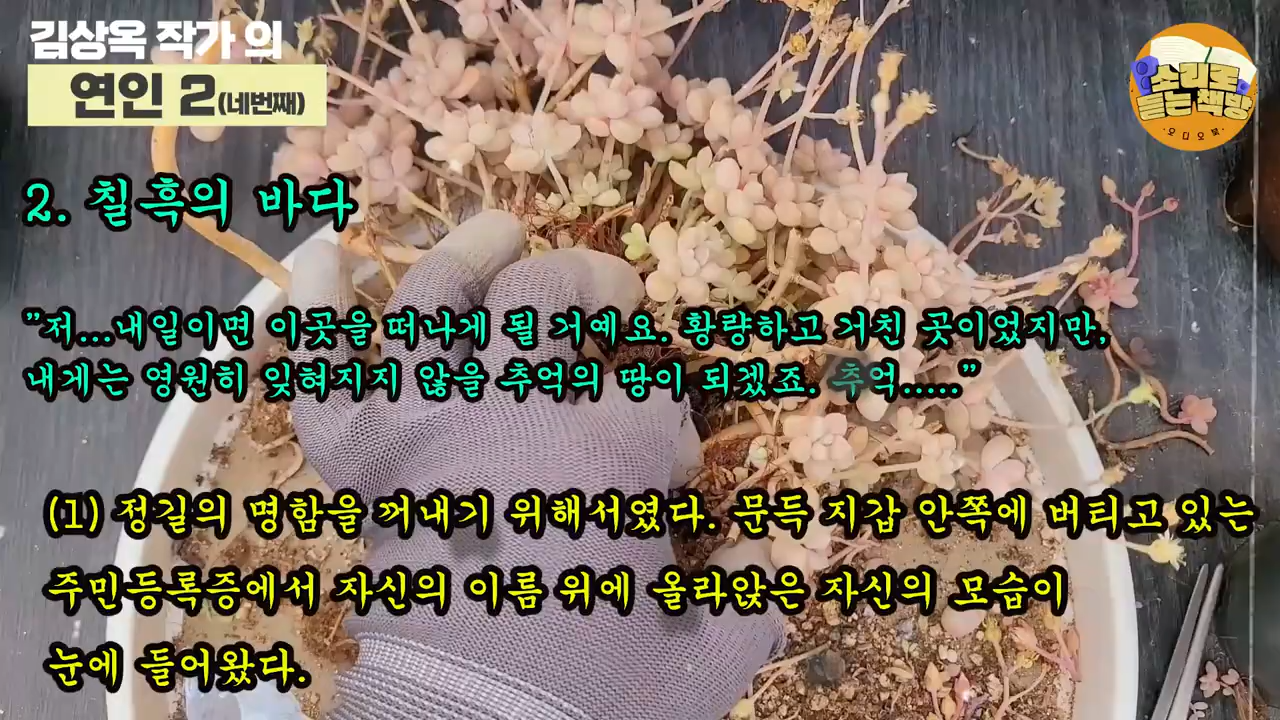 김상옥 작가 의
연인 2(네번째)
소리로
듣는 책방
·오디오북·
2. 칠흑의 바다
"저...내일이면 이곳을 떠나게 될 거예요. 황량하고 거친 곳이었지만,
내게는 영원히 잊혀지지 않을 추억의 땅이 되겠죠. 추억....."
(1) 정길의 명함을 꺼내기 위해서였다. 문득 지갑 안쪽에 버티고 있는
주민등록증에서 자신의 이름 위에 올라앉은 자신의 모습이
눈에 들어왔다.